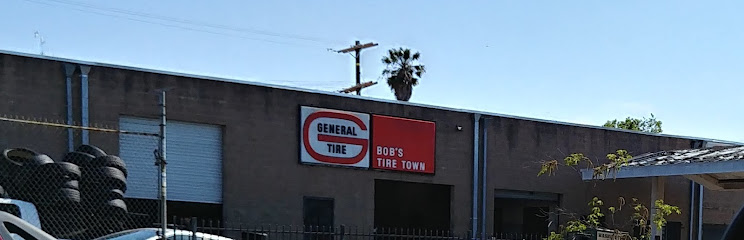 GENERAL
TIRE
BOB'S
TIRE TOWN